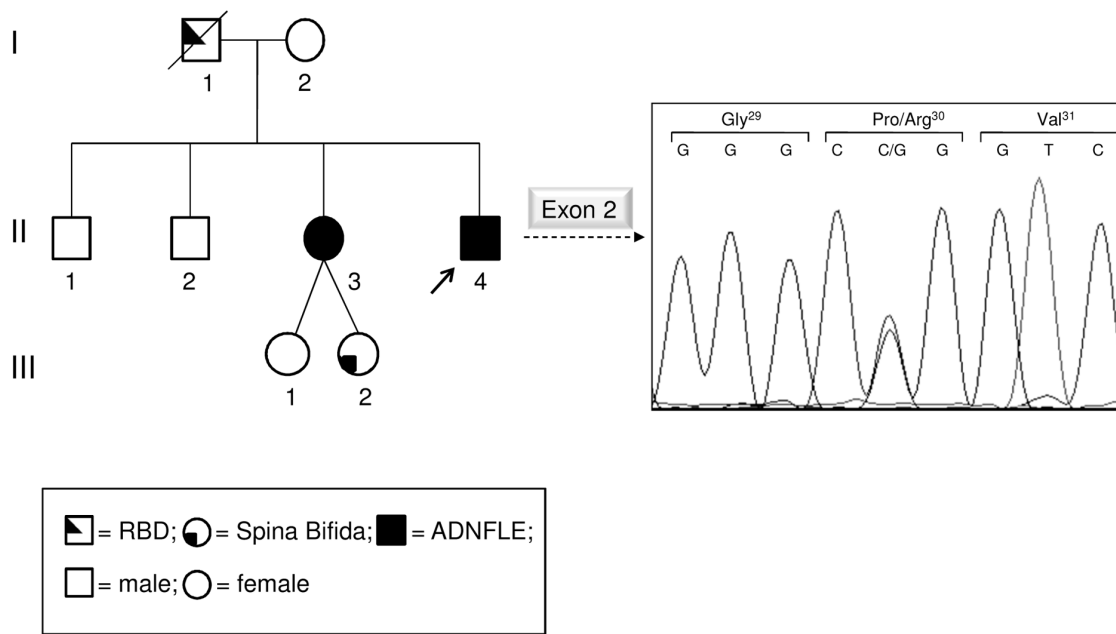 I
1
2
Gly²⁹ Pro/Arg³⁰ Val³¹
G G G C C/G G G T C
II
Exon 2
1
2
3
4
III
1
2
= RBD; = Spina Bifida; = ADNFLE;
= male; = female